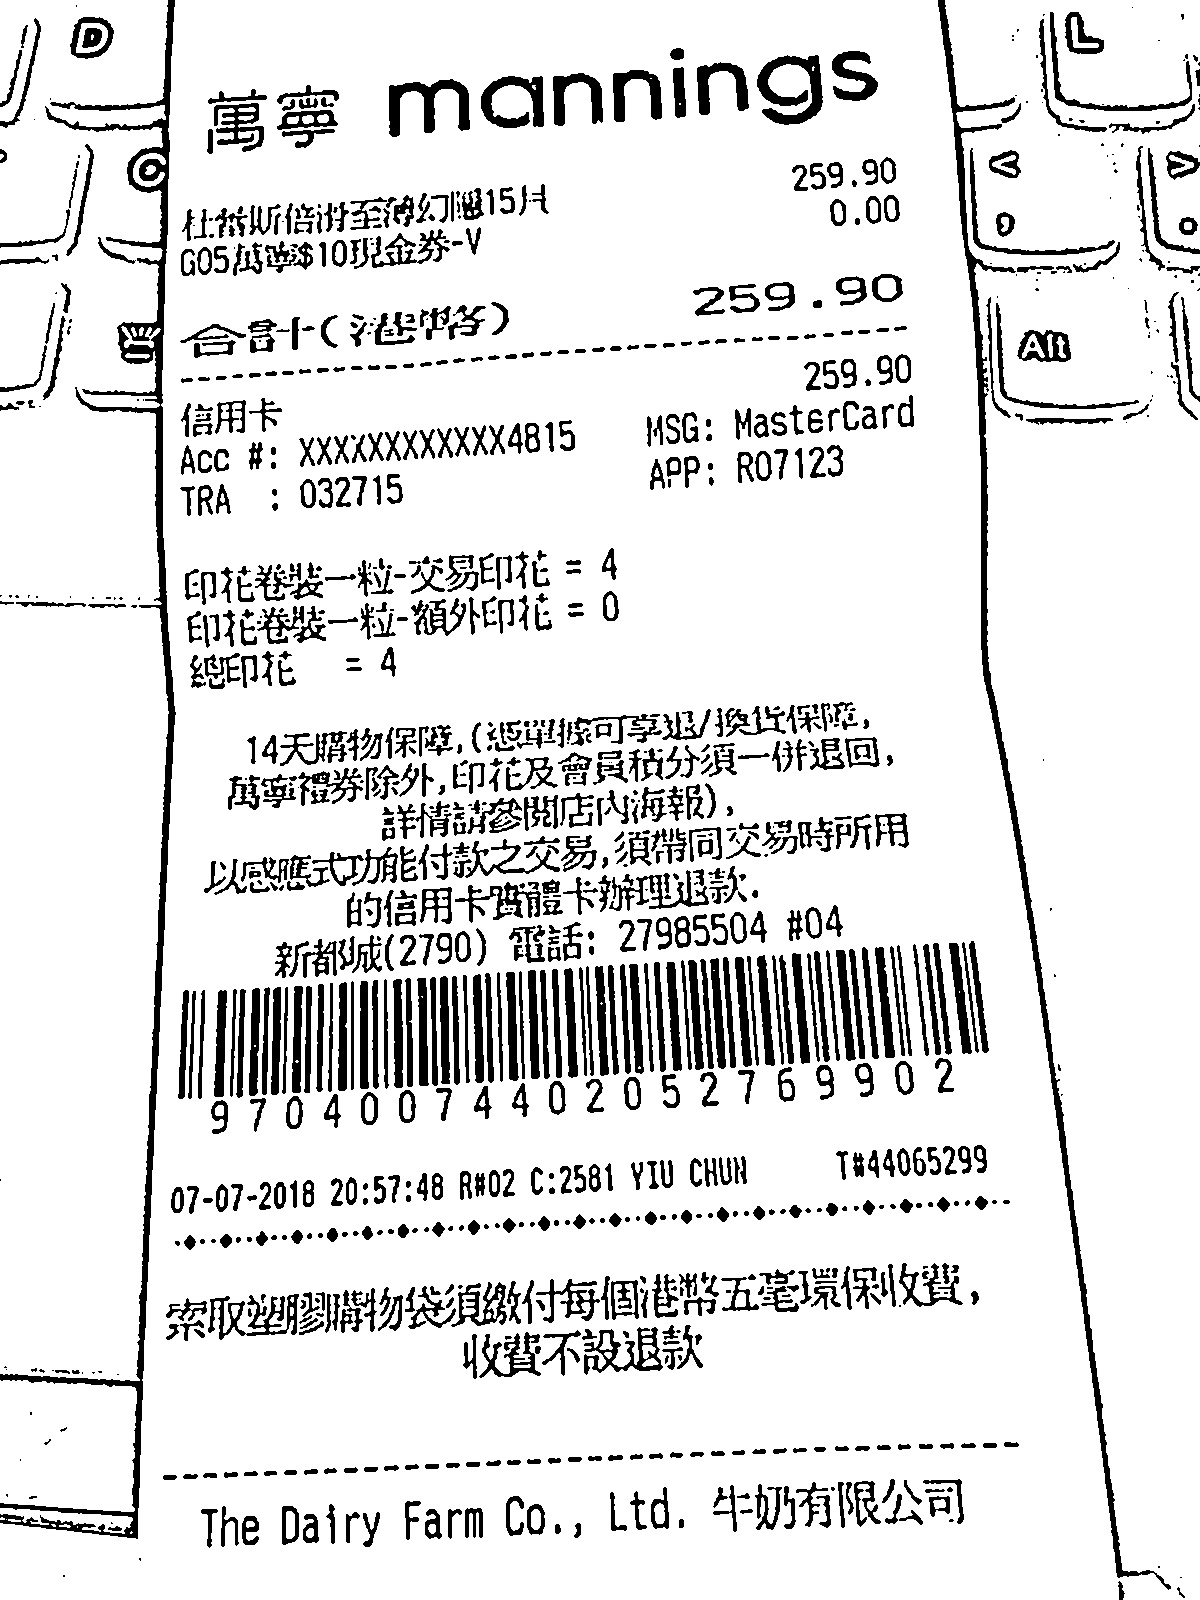 D
L
萬寧 mannings
C
<
,
>
。
杜蕾斯倍滑至薄幻隱15片 259.90
G05萬寧$10現金券-V 0.00
合計(港幣) 259.90
Alt
信用卡 259.90
Acc #: XXXXXXXXXXXX4815 MSG: MasterCard
TRA : 032715 APP: R07123
印花卷裝一粒-交易印花 = 4
印花卷裝一粒-額外印花 = 0
總印花 = 4
14天購物保障,(憑單據可享退/換貨保障,
萬寧禮券除外,印花及會員積分須一併退回,
詳情請參閱店內海報),
以感應式功能付款之交易,須帶同交易時所用
的信用卡實體卡辦理退款.
新都城(2790) 電話: 27985504 #04
97040074402052769902
07-07-2018 20:57:48 R#02 C:2581 YIU CHUN T#44065299
索取塑膠購物袋須繳付每個港幣五毫環保收費,
收費不設退款
The Dairy Farm Co., Ltd. 牛奶有限公司